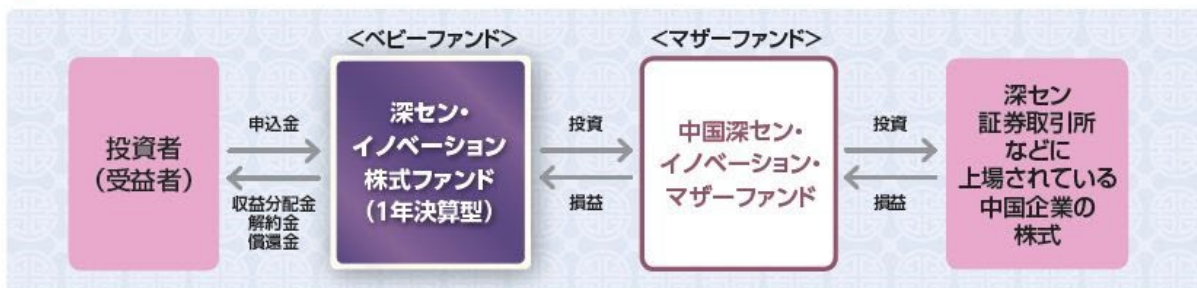 <ベビーファンド>
<マザーファンド>
投資者
(受益者)
申込金
収益分配金
解約金
償還金
深セン・
イノベーション
株式ファンド
(1年決算型)
投資
損益
中国深セン・
イノベーション・
マザーファンド
投資
損益
深セン
証券取引所
などに
上場されている
中国企業の
株式